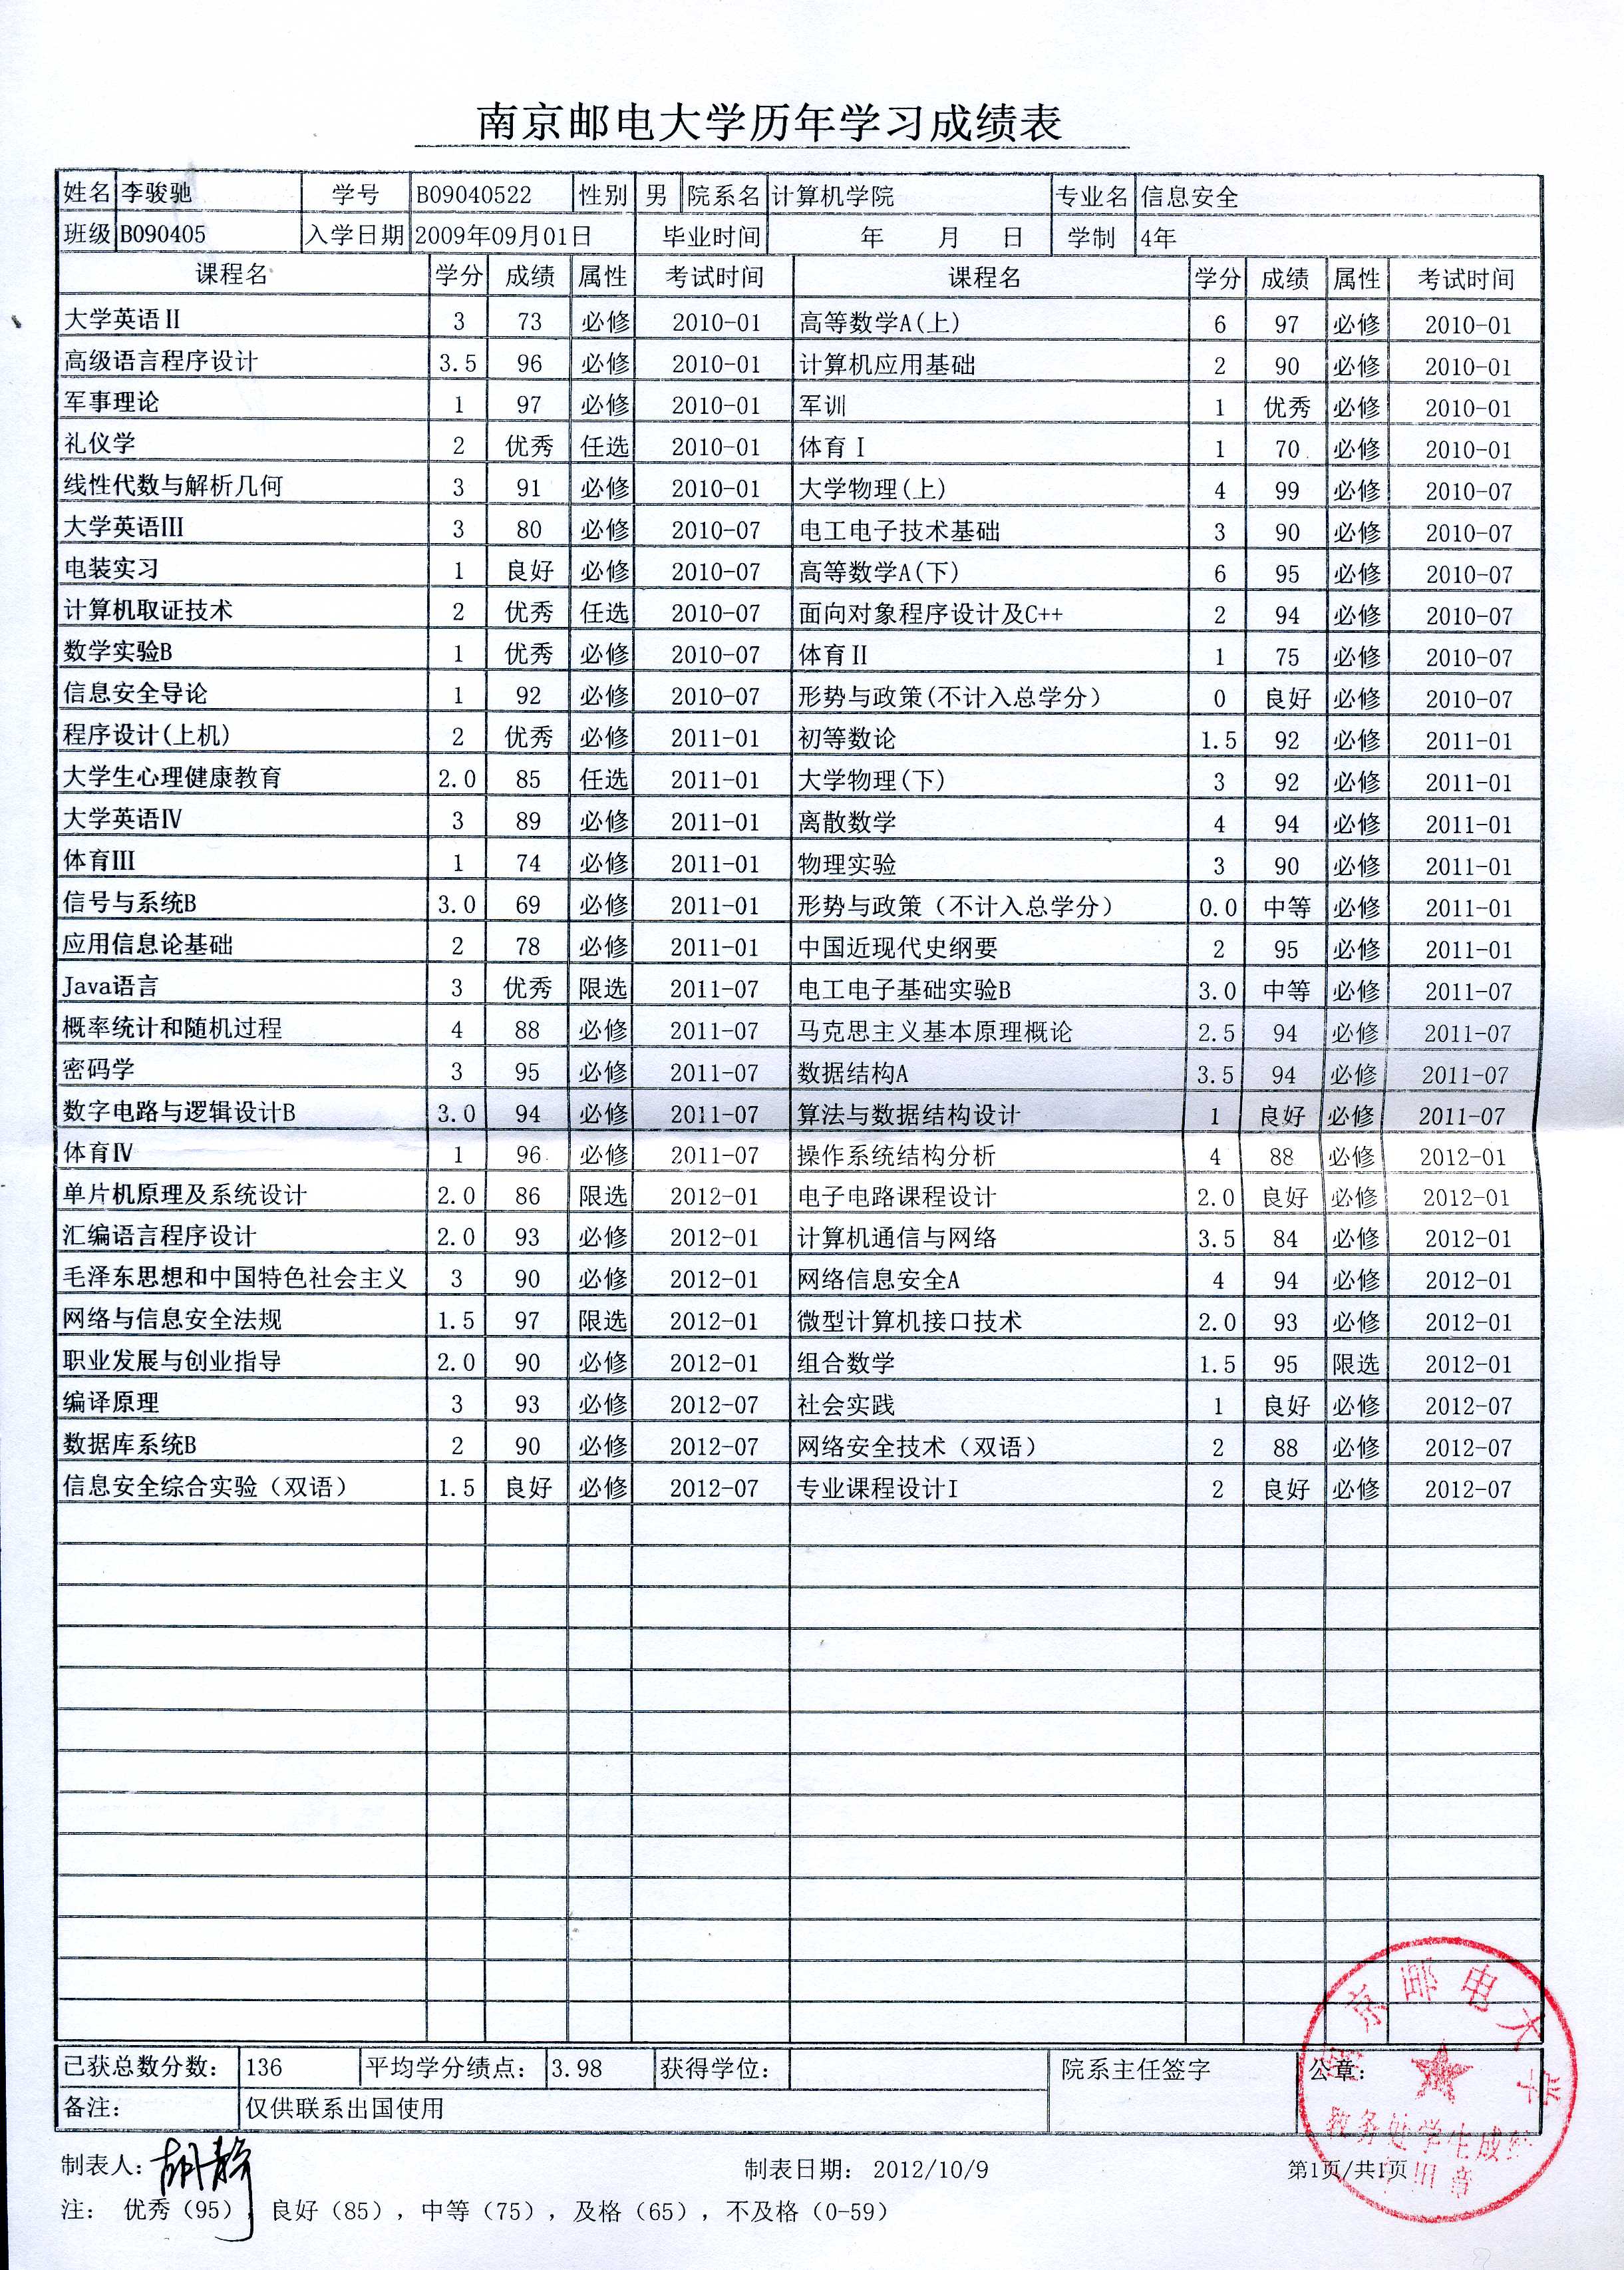 南京邮电大学历年学习成绩表
姓名 李骏驰 学号 B09040522 性别 男 院系名 计算机学院 专业名 信息安全
班级 B090405 入学日期 2009年09月01日 毕业时间 年 月 日 学制 4年
课程名 学分 成绩 属性 考试时间 课程名 学分 成绩 属性 考试时间
大学英语Ⅱ 3 73 必修 2010-01 高等数学A(上) 6 97 必修 2010-01
高级语言程序设计 3.5 96 必修 2010-01 计算机应用基础 2 90 必修 2010-01
军事理论 1 97 必修 2010-01 军训 1 优秀 必修 2010-01
礼仪学 2 优秀 任选 2010-01 体育Ⅰ 1 70 必修 2010-01
线性代数与解析几何 3 91 必修 2010-01 大学物理(上) 4 99 必修 2010-07
大学英语Ⅲ 3 80 必修 2010-07 电工电子技术基础 3 90 必修 2010-07
电装实习 1 良好 必修 2010-07 高等数学A(下) 6 95 必修 2010-07
计算机取证技术 2 优秀 任选 2010-07 面向对象程序设计及C++ 2 94 必修 2010-07
数学实验B 1 优秀 必修 2010-07 体育Ⅱ 1 75 必修 2010-07
信息安全导论 1 92 必修 2010-07 形势与政策(不计入总学分） 0 良好 必修 2010-07
程序设计(上机) 2 优秀 必修 2011-01 初等数论 1.5 92 必修 2011-01
大学生心理健康教育 2.0 85 任选 2011-01 大学物理(下) 3 92 必修 2011-01
大学英语Ⅳ 3 89 必修 2011-01 离散数学 4 94 必修 2011-01
体育Ⅲ 1 74 必修 2011-01 物理实验 3 90 必修 2011-01
信号与系统B 3.0 69 必修 2011-01 形势与政策（不计入总学分） 0.0 中等 必修 2011-01
应用信息论基础 2 78 必修 2011-01 中国近现代史纲要 2 95 必修 2011-01
Java语言 3 优秀 限选 2011-07 电工电子基础实验B 3.0 中等 必修 2011-07
概率统计和随机过程 4 88 必修 2011-07 马克思主义基本原理概论 2.5 94 必修 2011-07
密码学 3 95 必修 2011-07 数据结构A 3.5 94 必修 2011-07
数字电路与逻辑设计B 3.0 94 必修 2011-07 算法与数据结构设计 1 良好 必修 2011-07
体育Ⅳ 1 96 必修 2011-07 操作系统结构分析 4 88 必修 2012-01
单片机原理及系统设计 2.0 86 限选 2012-01 电子电路课程设计 2.0 良好 必修 2012-01
汇编语言程序设计 2.0 93 必修 2012-01 计算机通信与网络 3.5 84 必修 2012-01
毛泽东思想和中国特色社会主义 3 90 必修 2012-01 网络信息安全A 4 94 必修 2012-01
网络与信息安全法规 1.5 97 限选 2012-01 微型计算机接口技术 2.0 93 必修 2012-01
职业发展与创业指导 2.0 90 必修 2012-01 组合数学 1.5 95 限选 2012-01
编译原理 3 93 必修 2012-07 社会实践 1 良好 必修 2012-07
数据库系统B 2 90 必修 2012-07 网络安全技术（双语） 2 88 必修 2012-07
信息安全综合实验（双语） 1.5 良好 必修 2012-07 专业课程设计I 2 良好 必修 2012-07
已获总数分数: 136 平均学分绩点: 3.98 获得学位: 院系主任签字 公章:
备注: 仅供联系出国使用
南京邮电大学
教务处学生成绩
专用章
制表人: 胡静 制表日期: 2012/10/9 第1页/共1页
注: 优秀（95），良好（85），中等（75），及格（65），不及格（0-59）